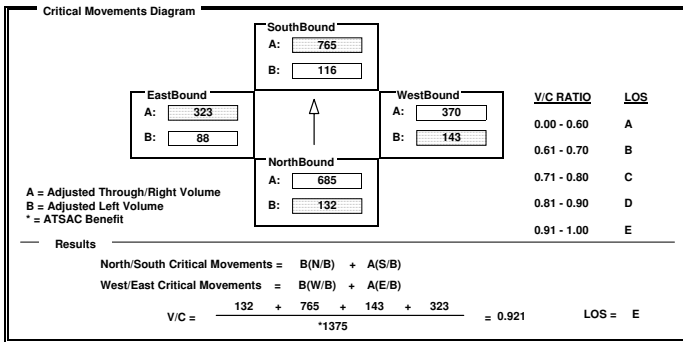 Critical Movements Diagram
SouthBound
A: 765
B: 116
EastBound
A: 323
B: 88
WestBound
A: 370
B: 143
NorthBound
A: 685
B: 132
V/C RATIO LOS
0.00 - 0.60 A
0.61 - 0.70 B
0.71 - 0.80 C
0.81 - 0.90 D
0.91 - 1.00 E
A = Adjusted Through/Right Volume
B = Adjusted Left Volume
* = ATSAC Benefit
Results
North/South Critical Movements = B(N/B) + A(S/B)
West/East Critical Movements = B(W/B) + A(E/B)
132 + 765 + 143 + 323
V/C = = 0.921 LOS = E
*1375